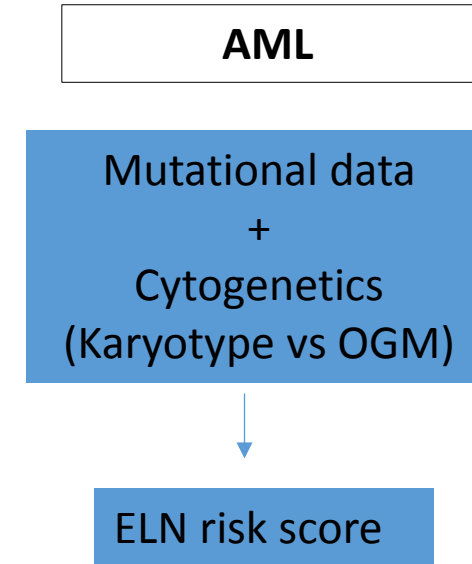 AML
Mutational data
+
Cytogenetics
(Karyotype vs OGM)
ELN risk score